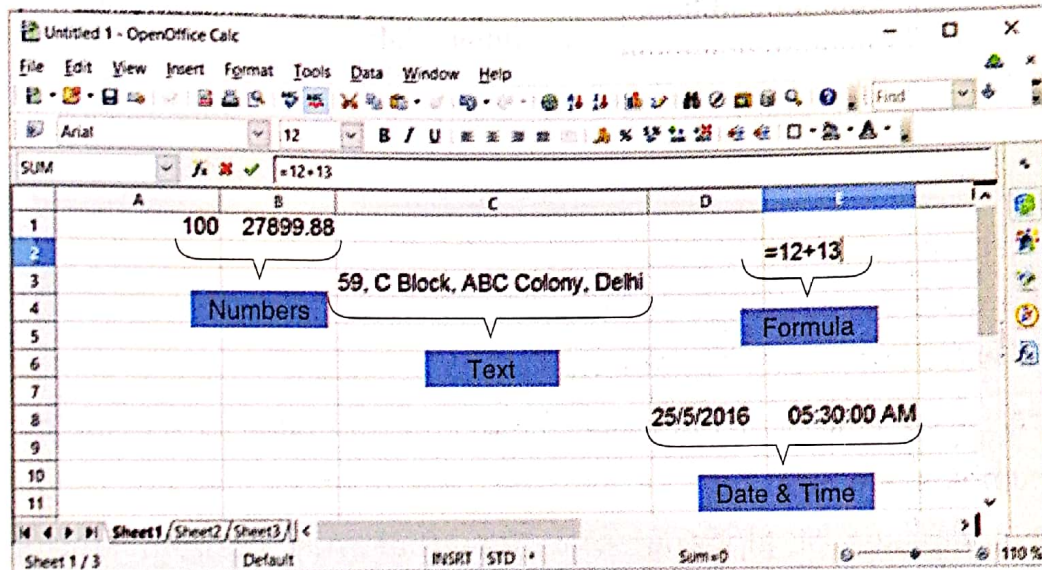 Untitled 1 - OpenOffice Calc
File Edit View Insert Format Tools Data Window Help
Find
Arial 12 B I U
SUM =12+13
A B C D E
1 100 27899.88
2 =12+13
3 59, C Block, ABC Colony, Delhi
4 Numbers Formula
5
6 Text
7
8 25/5/2016 05:30:00 AM
9
10 Date & Time
11
Sheet1 / Sheet2 / Sheet3 /
Sheet 1 / 3 Default INSRT STD * Sum=0 110 %